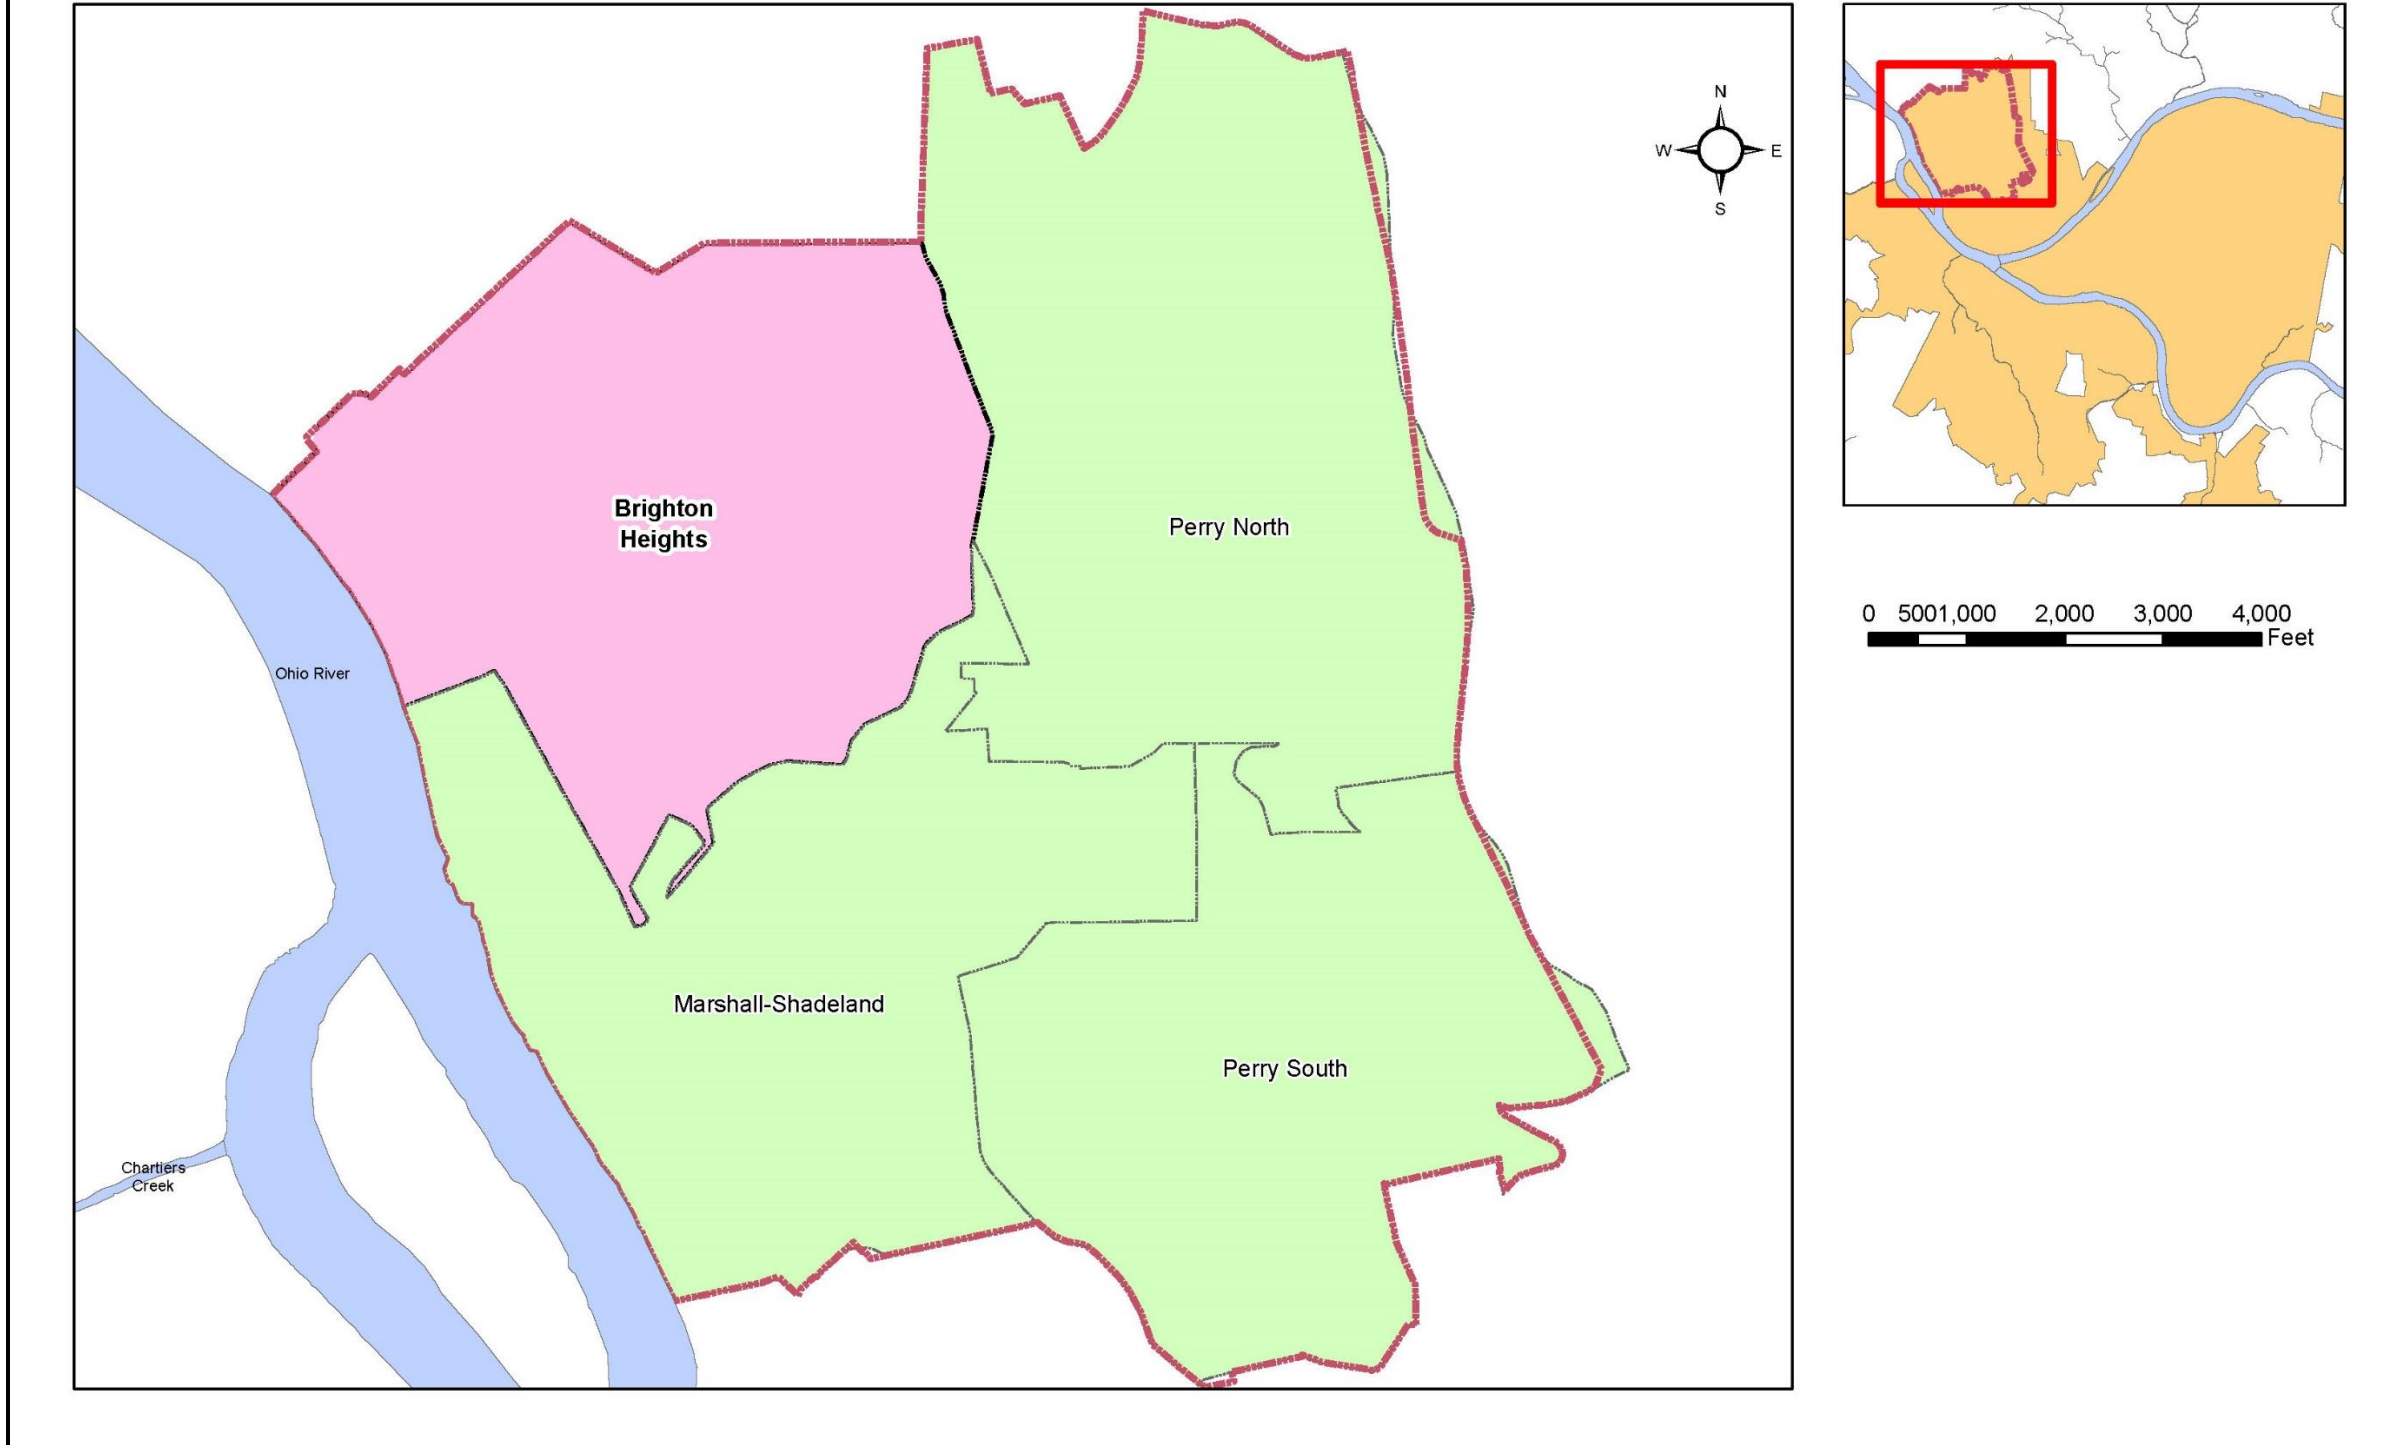 N
W E
S
Brighton
Heights
Perry North
0 5001,000 2,000 3,000 4,000
Feet
Ohio River
Marshall-Shadeland
Perry South
Chartiers
Creek